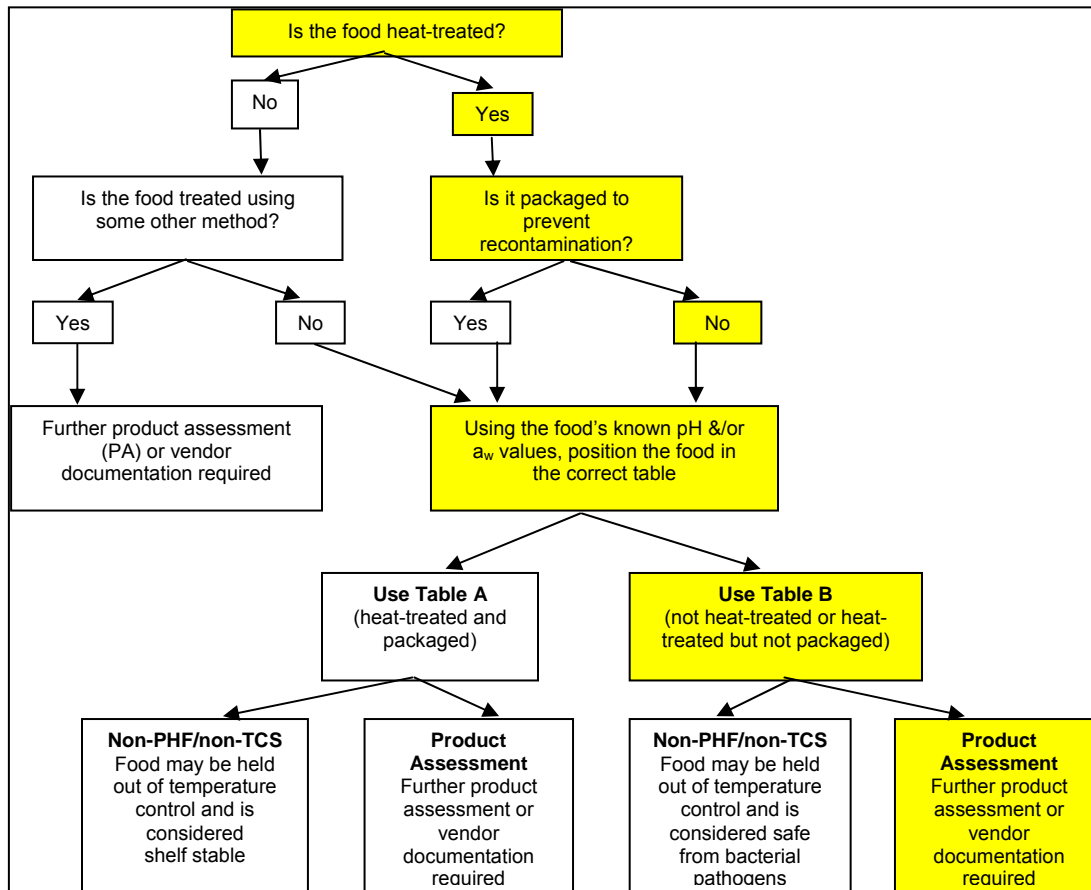 Is the food heat-treated?
No
Yes
Is the food treated using
some other method?
Is it packaged to
prevent
recontamination?
Yes
No
Yes
No
Further product assessment
(PA) or vendor
documentation required
Using the food’s known pH &/or
aw values, position the food in
the correct table
Use Table A
(heat-treated and
packaged)
Use Table B
(not heat-treated or heat-
treated but not packaged)
Non-PHF/non-TCS
Food may be held
out of temperature
control and is
considered
shelf stable
Product
Assessment
Further product
assessment or
vendor
documentation
required
Non-PHF/non-TCS
Food may be held
out of temperature
control and is
considered safe
from bacterial
pathogens
Product
Assessment
Further product
assessment or
vendor
documentation
required